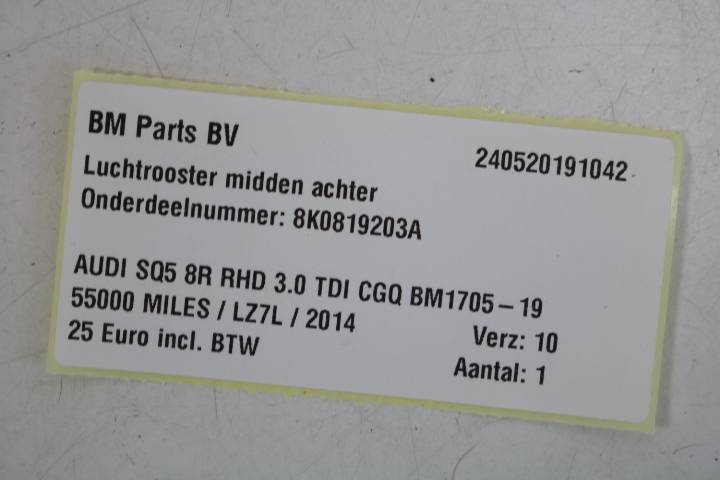 BM Parts BV
240520191042
Luchtrooster midden achter
Onderdeelnummer: 8K0819203A
AUDI SQ5 8R RHD 3.0 TDI CGQ BM1705-19
55000 MILES / LZ7L / 2014
Verz: 10
25 Euro incl. BTW
Aantal: 1